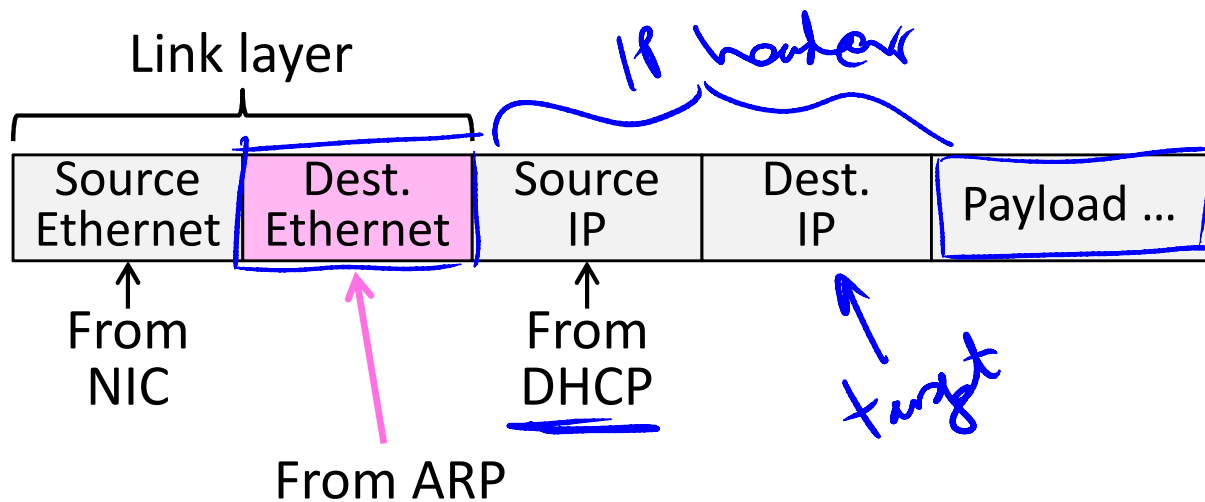 Link layer
IP header
Source
Ethernet
Dest.
Ethernet
Source
IP
Dest.
IP
Payload ...
From
NIC
From
DHCP
target
From ARP